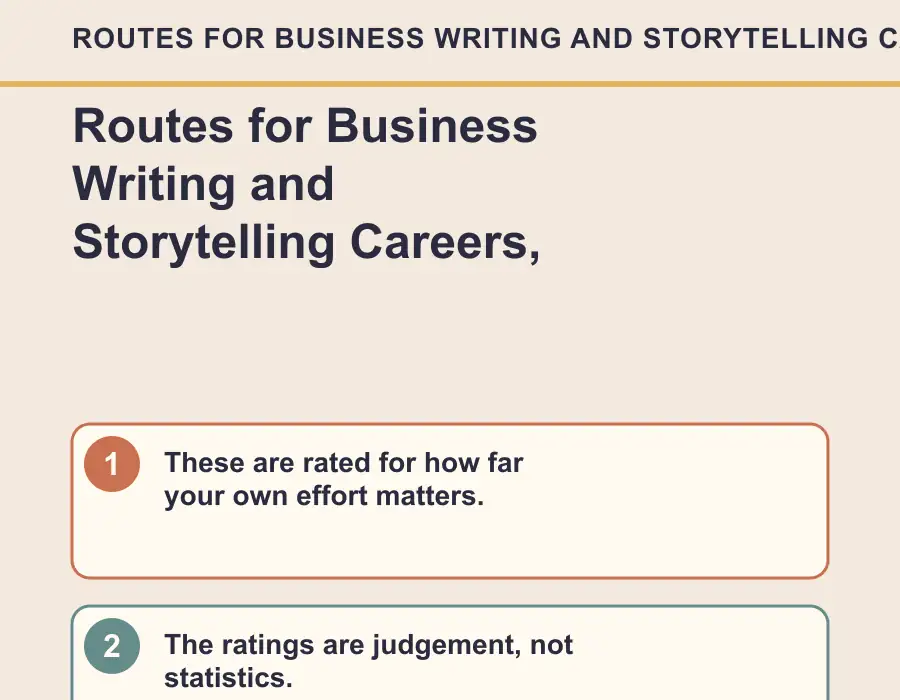 ROUTES FOR BUSINESS WRITING AND STORYTELLING
Routes for Business
Writing and
Storytelling Careers,
1
These are rated for how far
your own effort matters.
2
The ratings are judgement, not
statistics.